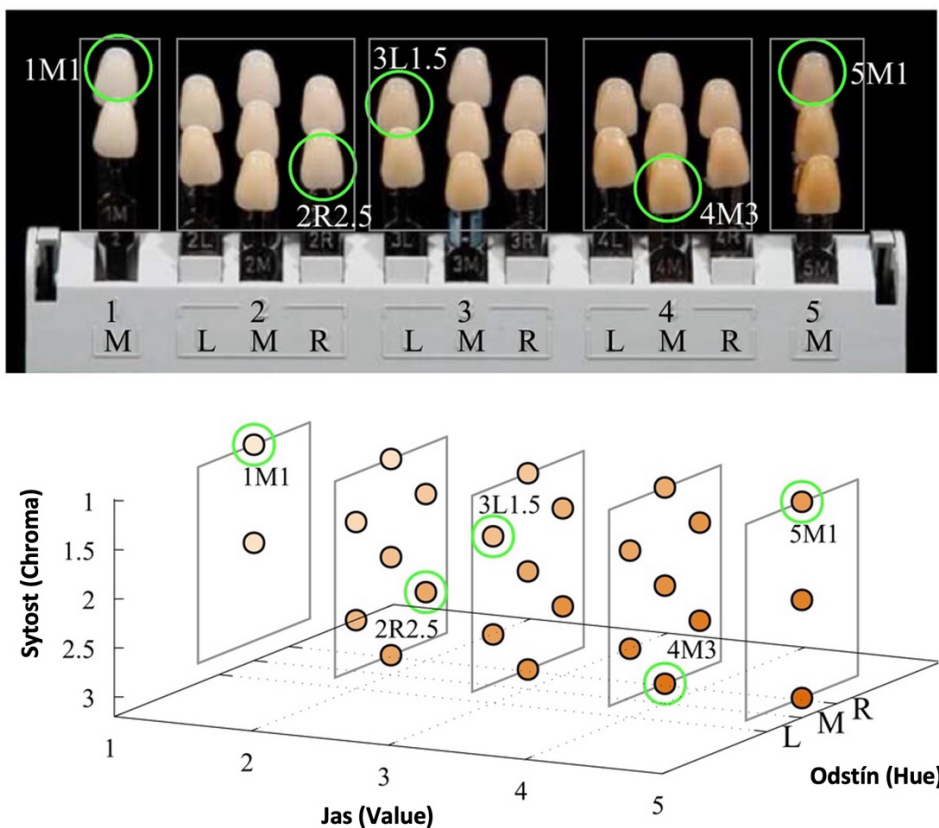 1M1
3L1.5
5M1
2R2.5
4M3
1M
2L
2M
2R
3L
3M
3R
4L
4M
4R
5M
1 2 3 4 5
M L M R L M R L M R M
1M1
3L1.5
5M1
2R2.5
4M3
Sytost (Chroma)
1
1.5
2
2.5
3
1
2
3
4
5
Jas (Value)
L
M
R
Odstín (Hue)